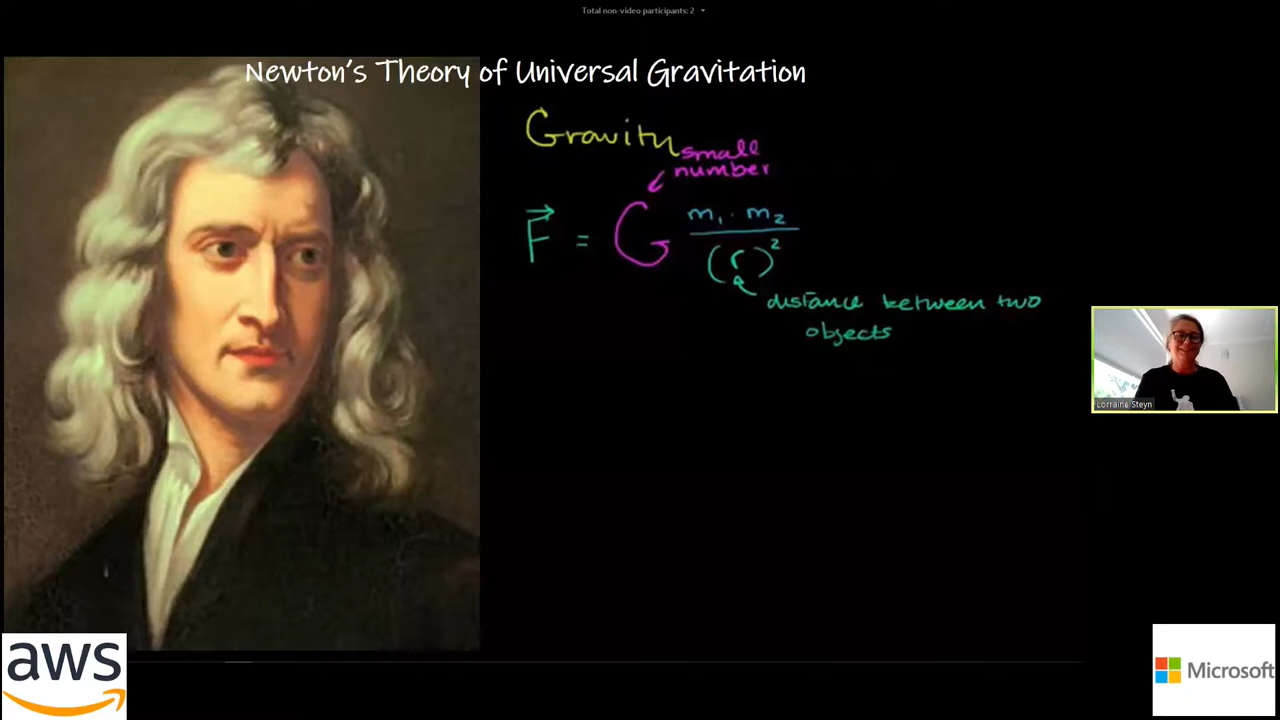 Total non-video participants: 2
Newton's Theory of Universal Gravitation
Gravity
small
number
F = G m₁ · m₂
(r)²
distance between two
objects
Lorraine Steyn
aws
Microsoft